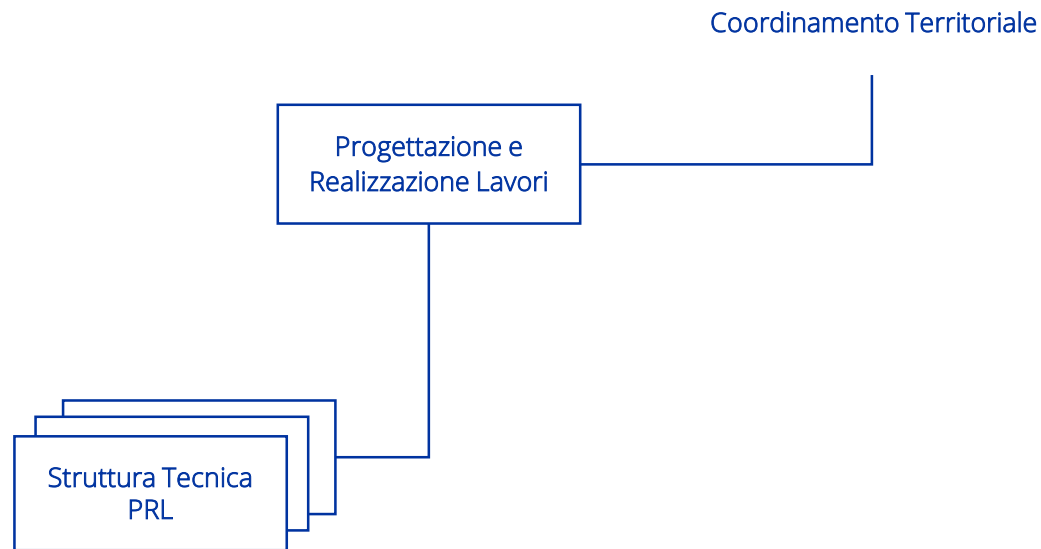 Coordinamento Territoriale
Progettazione e
Realizzazione Lavori
Struttura Tecnica
PRL